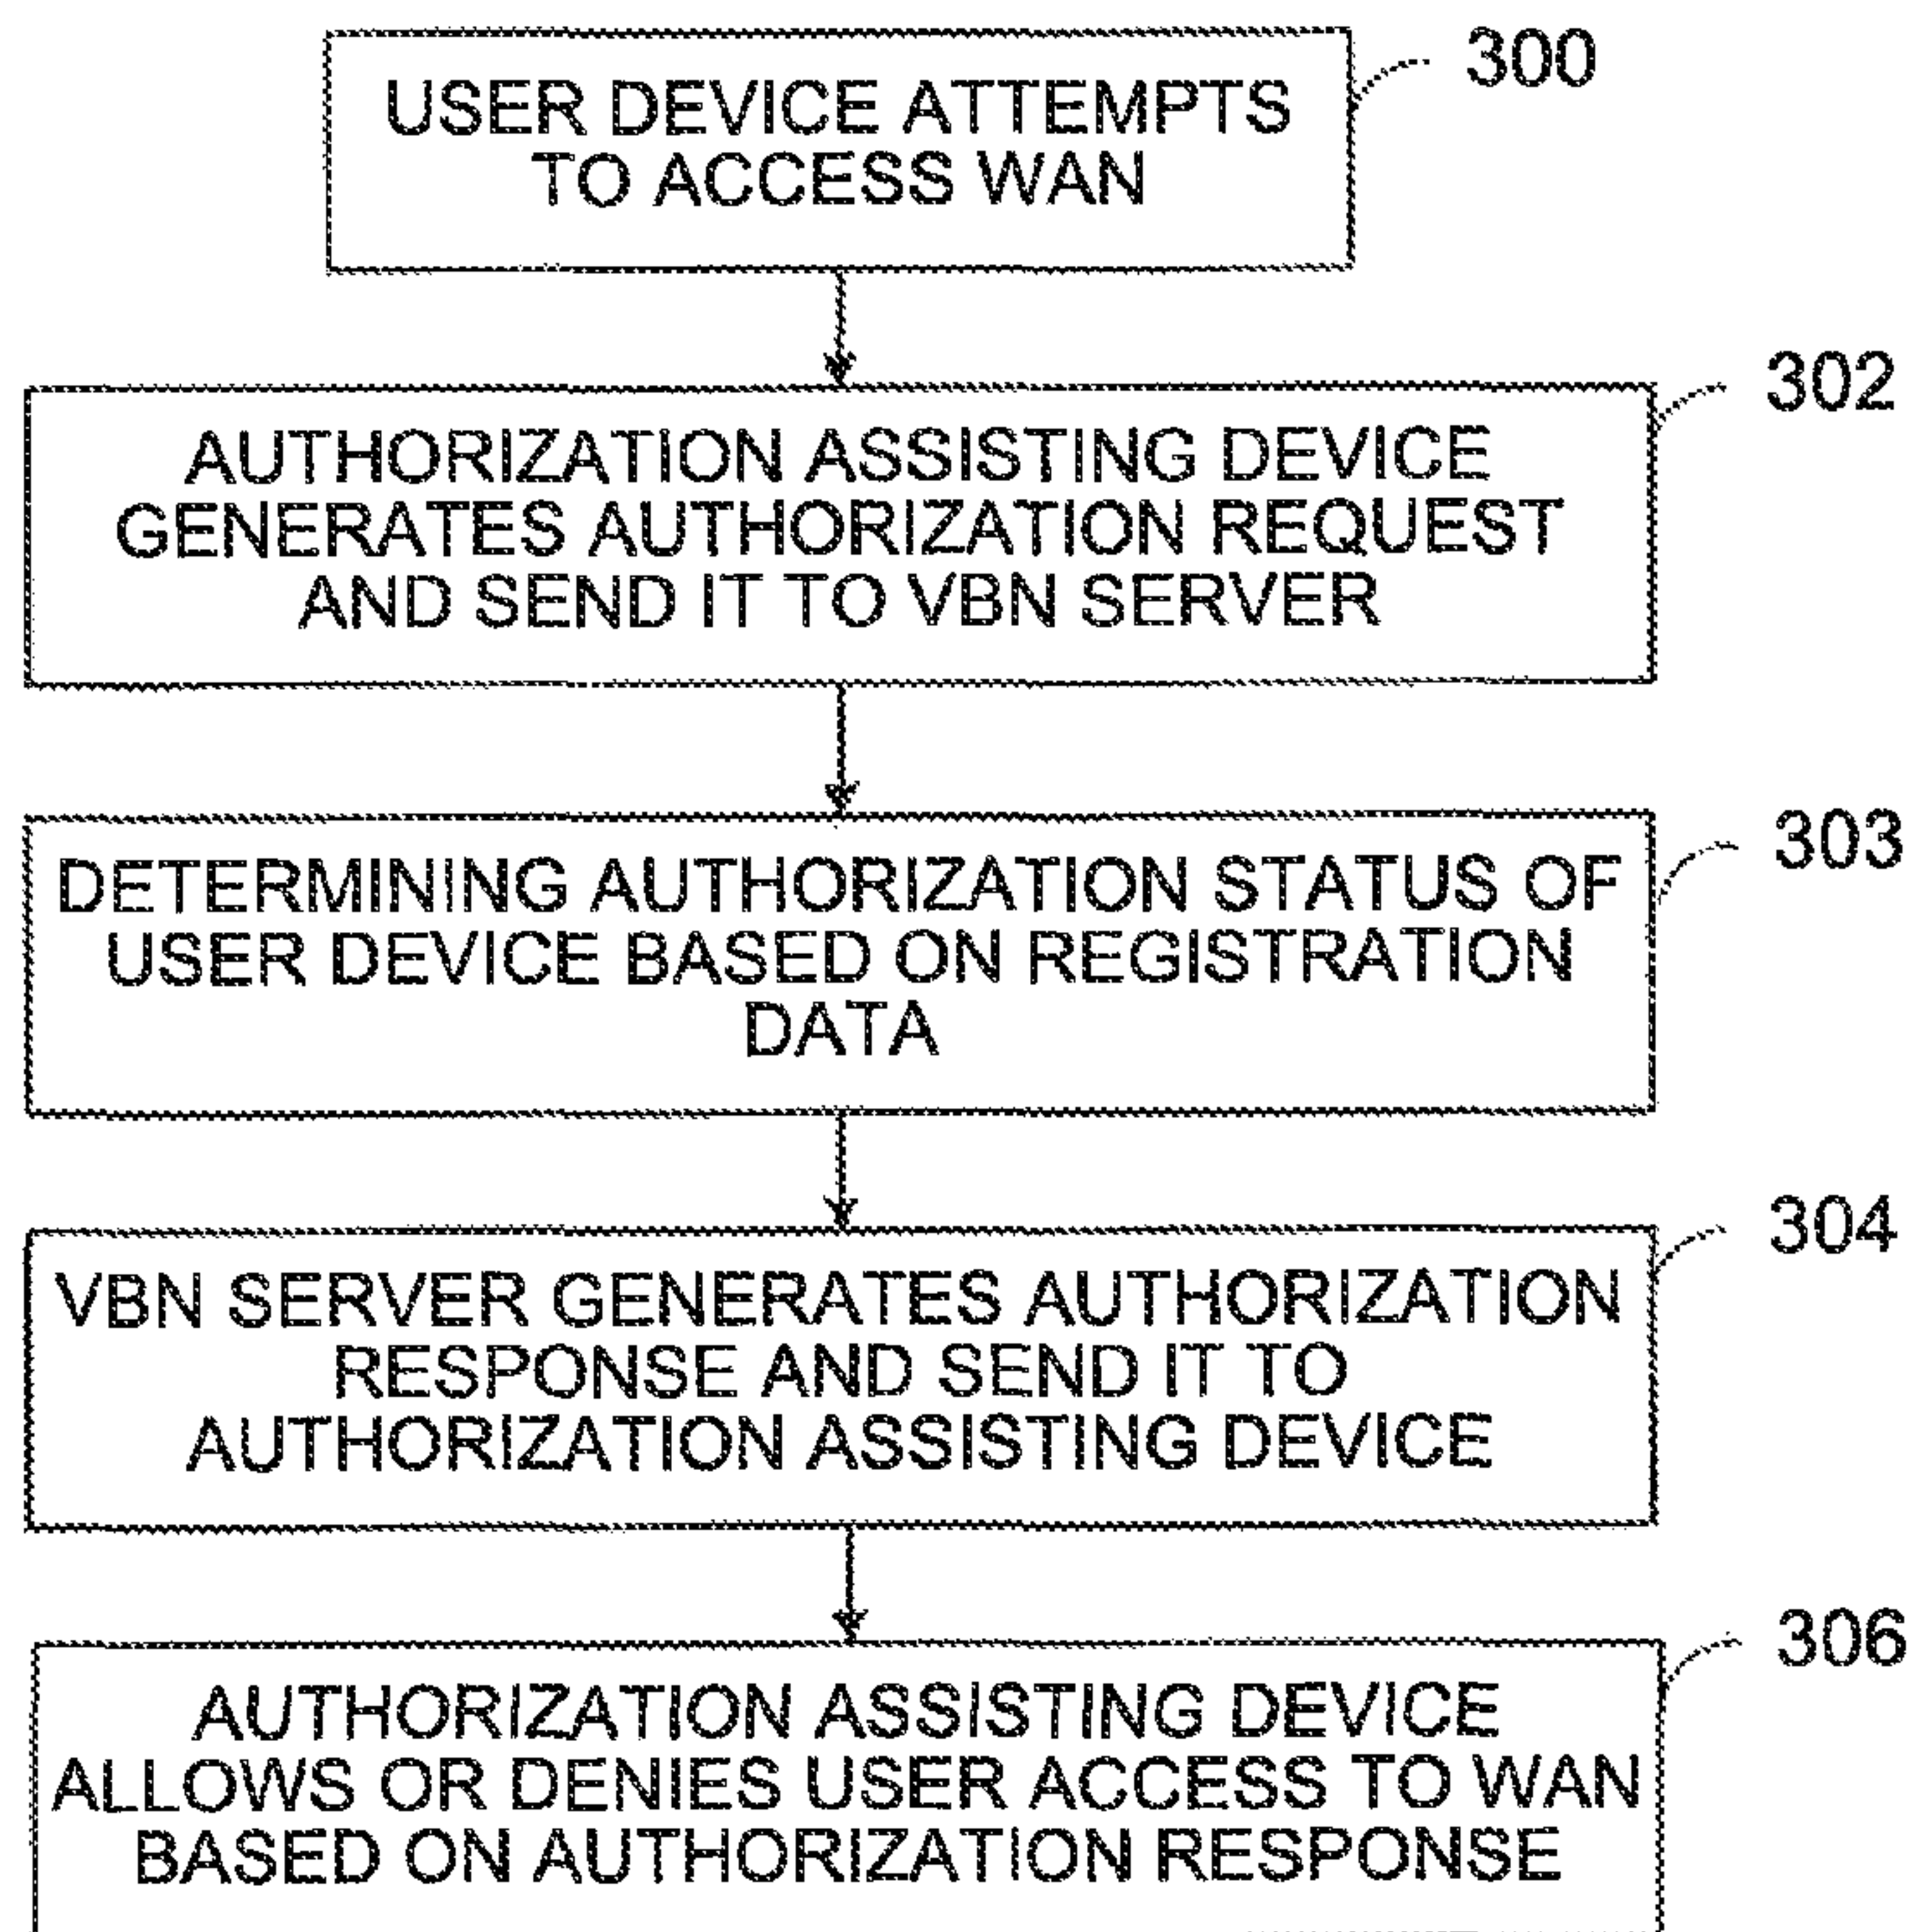 USER DEVICE ATTEMPTS
TO ACCESS WAN
300
AUTHORIZATION ASSISTING DEVICE
GENERATES AUTHORIZATION REQUEST
AND SEND IT TO VBN SERVER
302
DETERMINING AUTHORIZATION STATUS OF
USER DEVICE BASED ON REGISTRATION
DATA
303
VBN SERVER GENERATES AUTHORIZATION
RESPONSE AND SEND IT TO
AUTHORIZATION ASSISTING DEVICE
304
AUTHORIZATION ASSISTING DEVICE
ALLOWS OR DENIES USER ACCESS TO WAN
BASED ON AUTHORIZATION RESPONSE
306